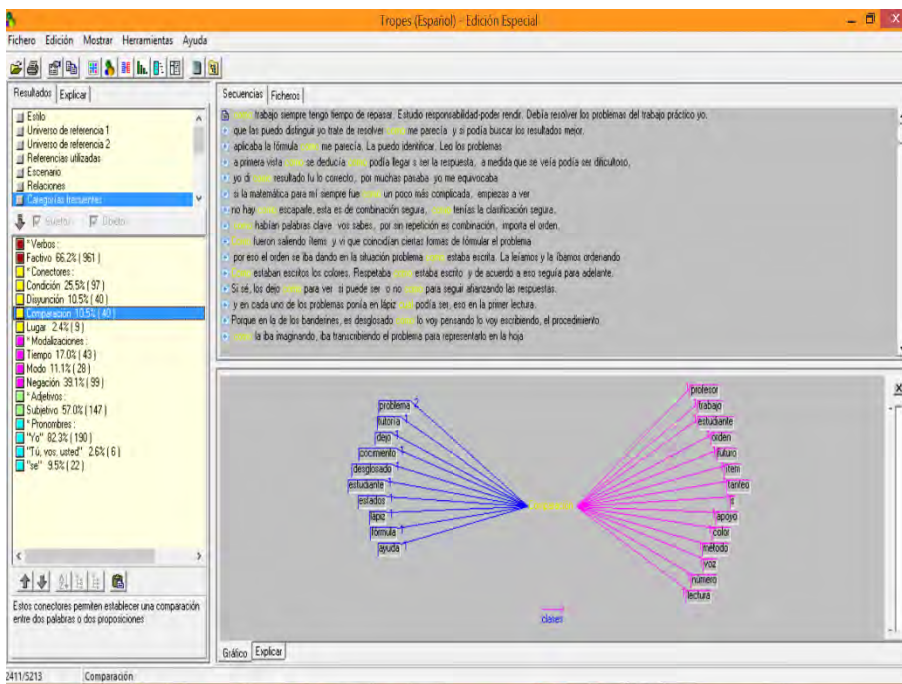 Tropes (Español) - Edición Especial
Fichero Edición Mostrar Herramientas Ayuda
Resultados Explicar
Estilo
Universo de referencia 1
Universo de referencia 2
Referencias utilizadas
Escenario
Relaciones
Categorías frecuentes
* Verbos :
Factivo 66.2% ( 961 )
* Conectores :
Condición 25.5% ( 97 )
Disyunción 10.5% ( 40 )
Comparación 10.5% ( 40 )
Lugar 2.4% ( 9 )
* Modalizaciones :
Tiempo 17.0% ( 43 )
Modo 11.1% ( 28 )
Negación 39.1% ( 99 )
* Adjetivos :
Subjetivo 57.0% ( 147 )
* Pronombres :
"Yo" 82.3% ( 190 )
"Tú, vos, usted" 2.6% ( 6 )
"se" 9.5% ( 22 )
Estos conectores permiten establecer una comparación
entre dos palabras o dos proposiciones
Secuencias Ficheros
trabajo siempre tengo tiempo de repasar. Estudo responsabilidad-poder rendir. Debía resolver los problemas del trabajo práctico yo.
que las puedo distinguir yo trate de resolver me parecía y si podía buscar los resultados mejor.
aplicaba la fórmula me parecía. La puedo identificar. Leo los problemas
a primera vista se deducía podía llegar s ser la respuesta, a medida que se veía podía ser dificultoso,
yo di resultado fu lo correcto, por muchas pasaba yo me equivocaba
si la matemática para mí siempre fue un poco más complicada, empiezas a ver
no hay escapafe, esta es de combinación segura, tenías la clasificación segura,
habían palabras clave vos sabes, por sin repetición es combinación, importa el orden,
fueron saliendo ítems y vi que coincidían ciertas formas de fómular el problema
por eso el orden se iba dando en la situación problema estaba escrita. La leíamos y la íbamos ordenando
estaban escritos los colores. Respetaba estaba escrito y de acuerdo a eso seguía para adelante.
Si sé, los dejo para ver si puede ser o no para seguir afianzando las respuestas.
y en cada uno de los problemas ponía en lápiz podía ser, eso en la primer lectura.
Porque en la de los banderines, es desglosado lo voy pensando lo voy escribiendo, el procedimiento
la iba imaginando, iba transcribiendo el problema para representarlo en la hoja
problema 2
tutoria 1
dejo 1
cocimiento 1
desglosado 1
estudiante 1
estados 1
lápiz 1
fórmula 1
ayuda 1
profesor
trabajo
estudiante
orden
futuro
ítem
tanteo
apoyo
color
método
voz
número
lectura
clases
Gráfico Explicar
2411/5213 Comparación